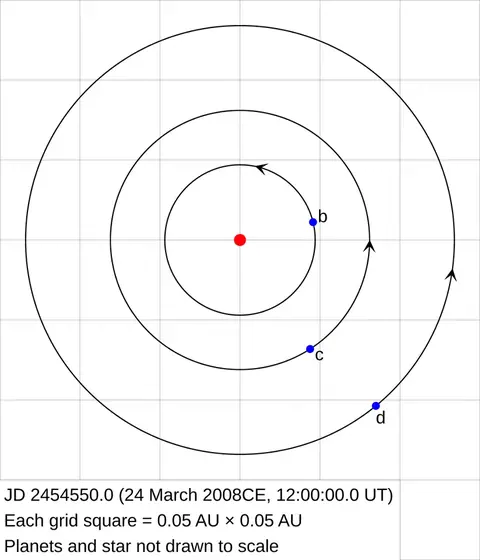 b
c
d
JD 2454550.0 (24 March 2008CE, 12:00:00.0 UT)
Each grid square = 0.05 AU × 0.05 AU
Planets and star not drawn to scale